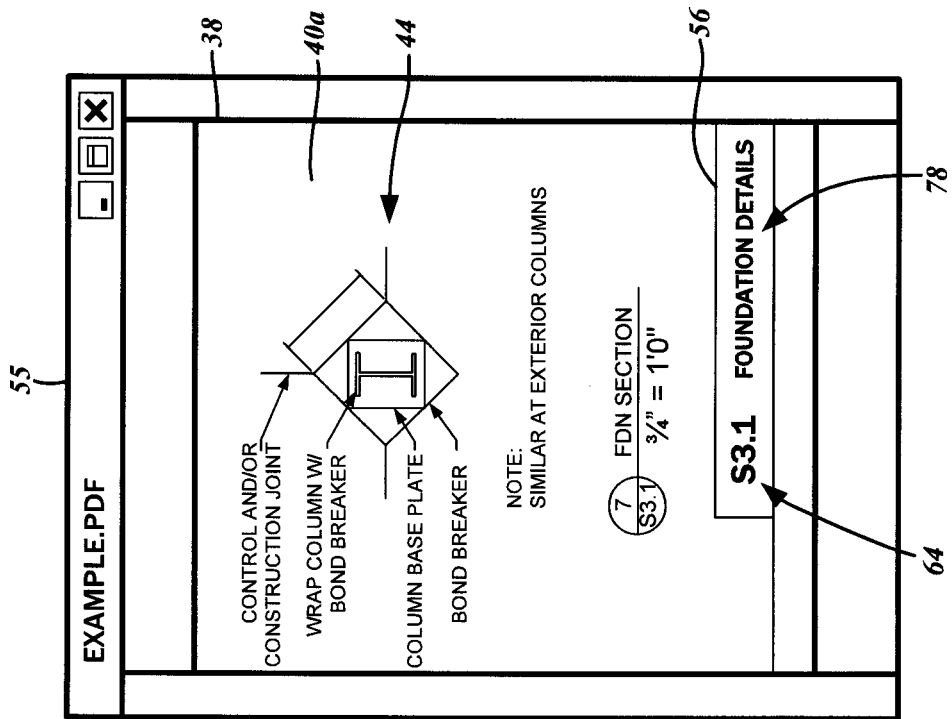 55
EXAMPLE.PDF
38
40a
44
CONTROL AND/OR
CONSTRUCTION JOINT
WRAP COLUMN W/
BOND BREAKER
COLUMN BASE PLATE
BOND BREAKER
NOTE:
SIMILAR AT EXTERIOR COLUMNS
7
S3.1
FDN SECTION
¾" = 1'0"
56
S3.1 FOUNDATION DETAILS
64
78